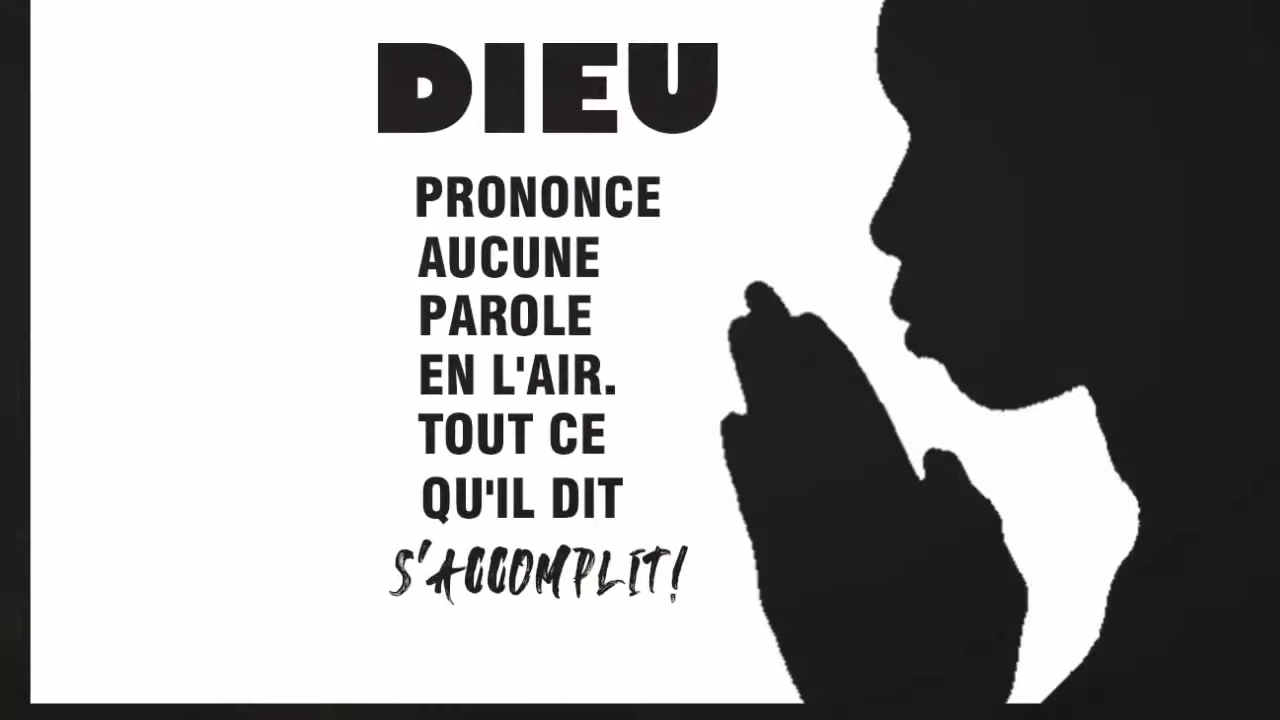 DIEU
PRONONCE
AUCUNE
PAROLE
EN L'AIR.
TOUT CE
QU'IL DIT
S'ACCOMPLIT!